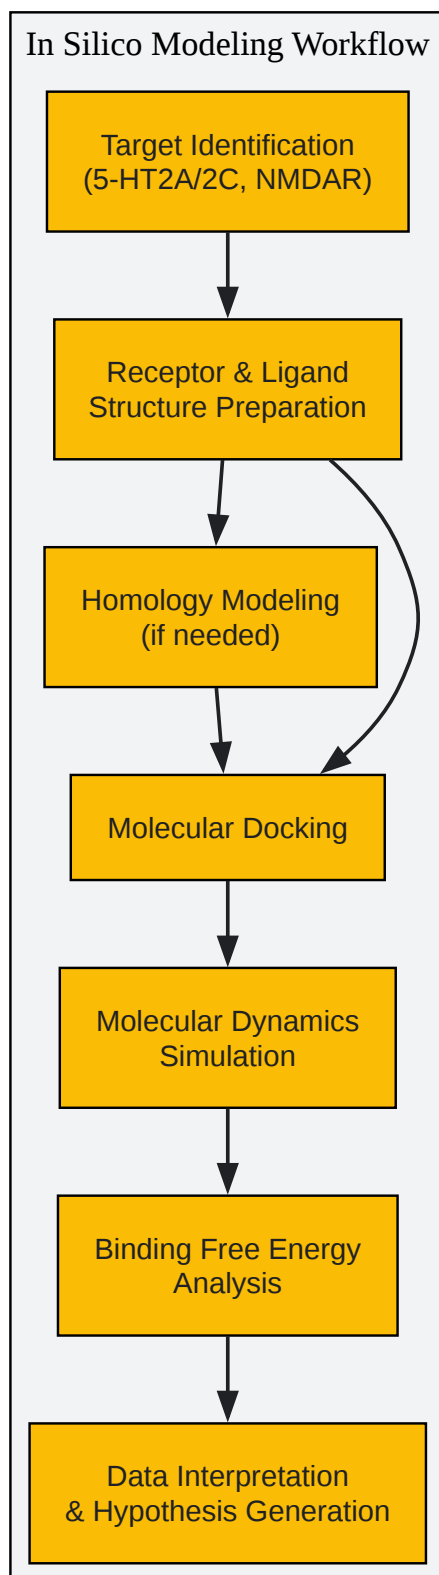 In Silico Modeling Workflow
Target Identification
(5-HT2A/2C, NMDAR)
Receptor & Ligand
Structure Preparation
Homology Modeling
(if needed)
Molecular Docking
Molecular Dynamics
Simulation
Binding Free Energy
Analysis
Data Interpretation
& Hypothesis Generation